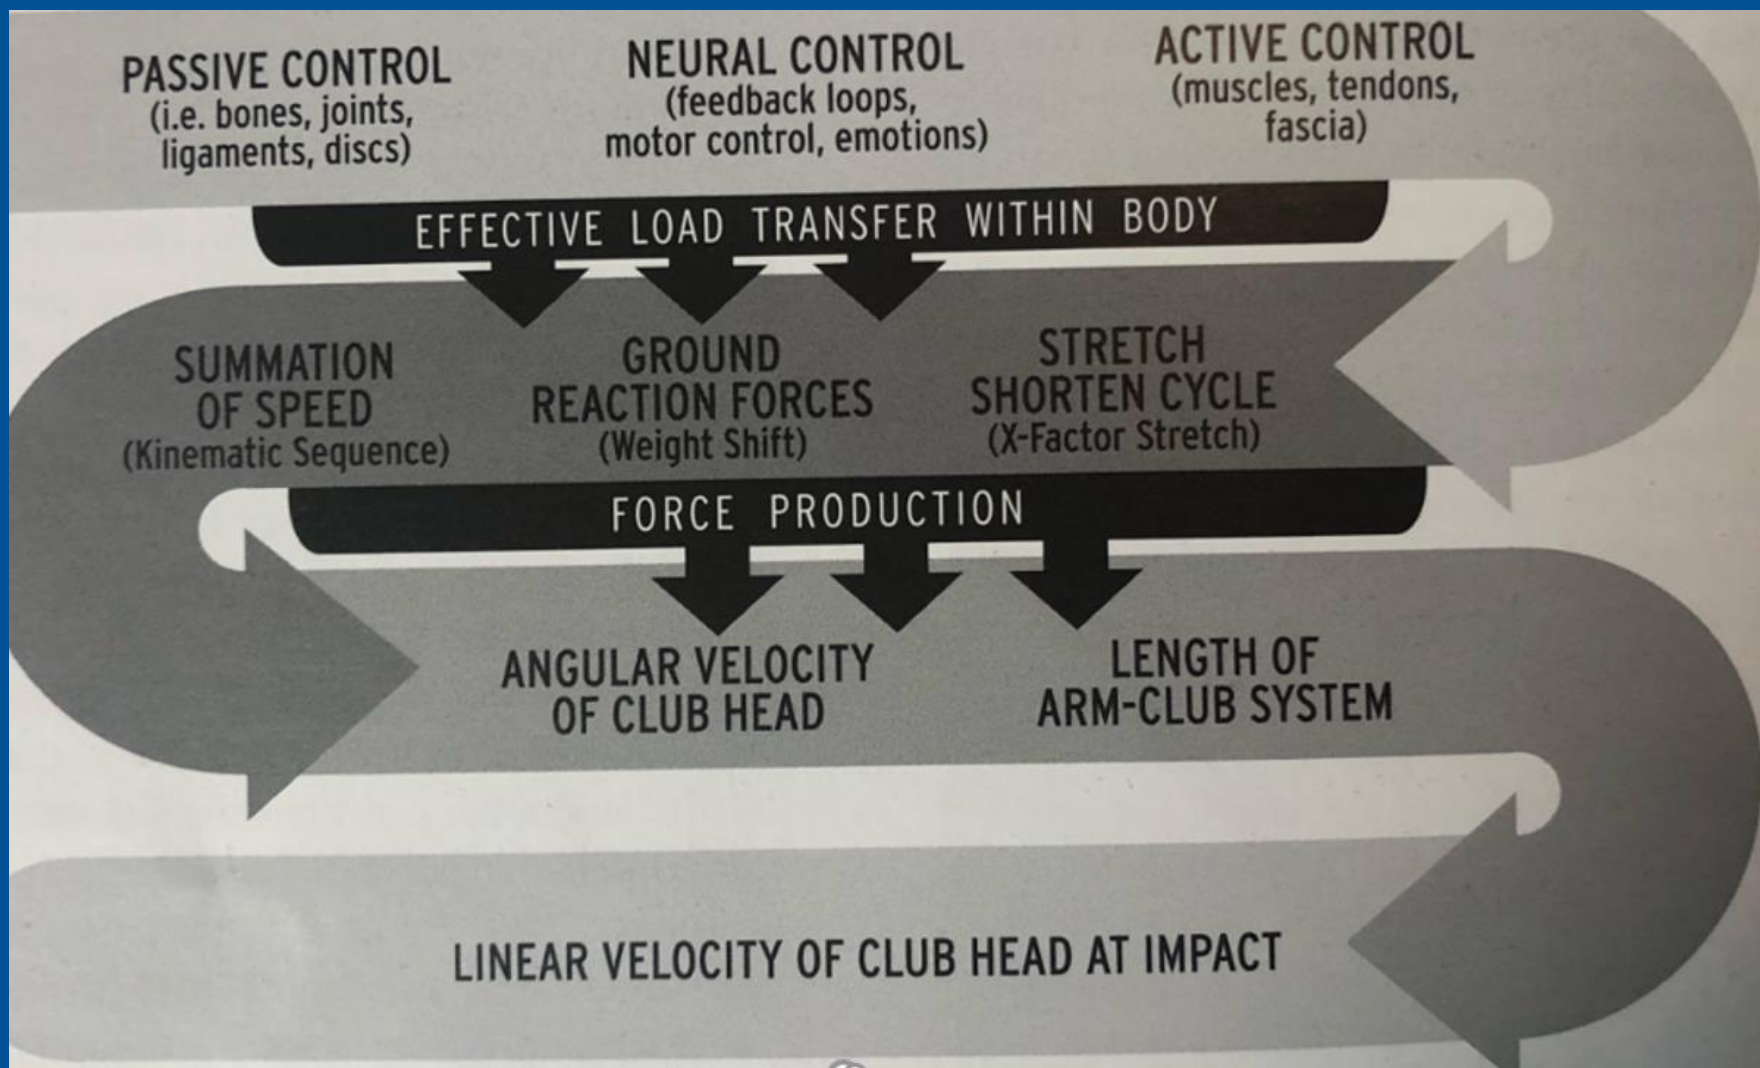 PASSIVE CONTROL
(i.e. bones, joints,
ligaments, discs)
NEURAL CONTROL
(feedback loops,
motor control, emotions)
ACTIVE CONTROL
(muscles, tendons,
fascia)
EFFECTIVE LOAD TRANSFER WITHIN BODY
SUMMATION
OF SPEED
(Kinematic Sequence)
GROUND
REACTION FORCES
(Weight Shift)
STRETCH
SHORTEN CYCLE
(X-Factor Stretch)
FORCE PRODUCTION
ANGULAR VELOCITY
OF CLUB HEAD
LENGTH OF
ARM-CLUB SYSTEM
LINEAR VELOCITY OF CLUB HEAD AT IMPACT